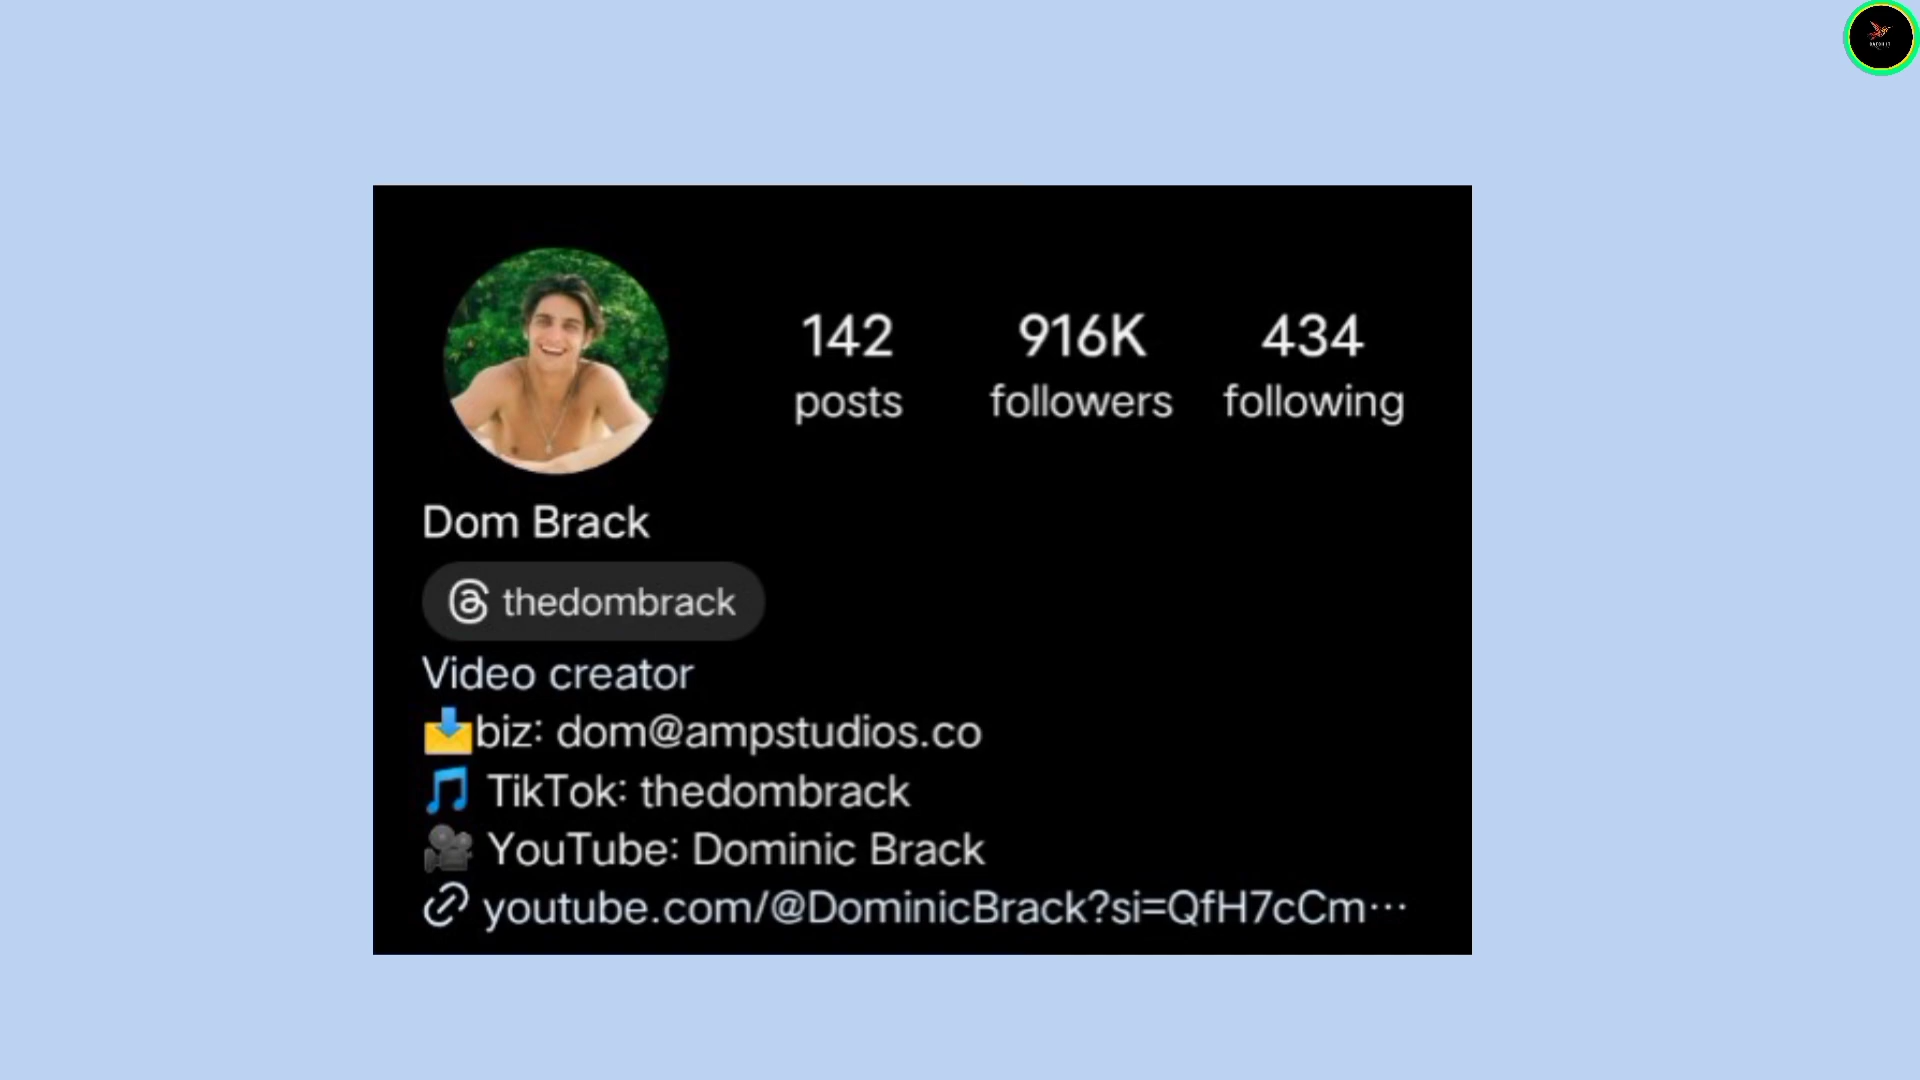 142 916K 434
posts followers following
Dom Brack
thedombrack
Video creator
biz: dom@ampstudios.co
TikTok: thedombrack
YouTube: Dominic Brack
youtube.com/@DominicBrack?si=QfH7cCm…